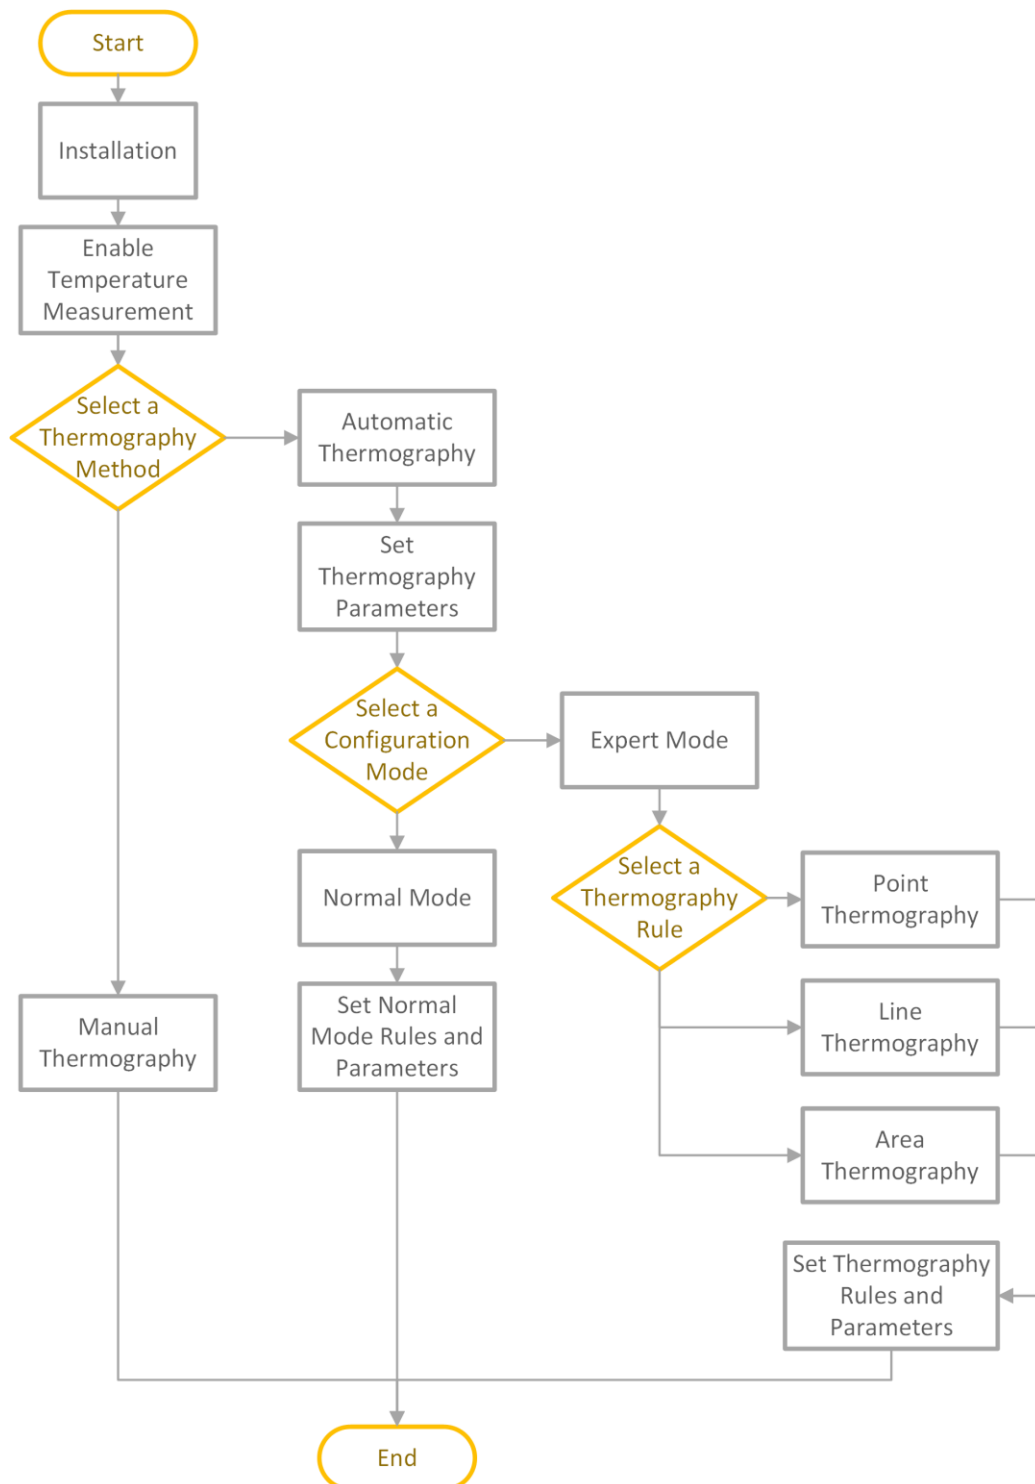 Start
Installation
Enable
Temperature
Measurement
Select a
Thermography
Method
Automatic
Thermography
Set
Thermography
Parameters
Select a
Configuration
Mode
Expert Mode
Normal Mode
Select a
Thermography
Rule
Point
Thermography
Set Normal
Mode Rules and
Parameters
Manual
Thermography
Line
Thermography
Area
Thermography
Set Thermography
Rules and
Parameters
End